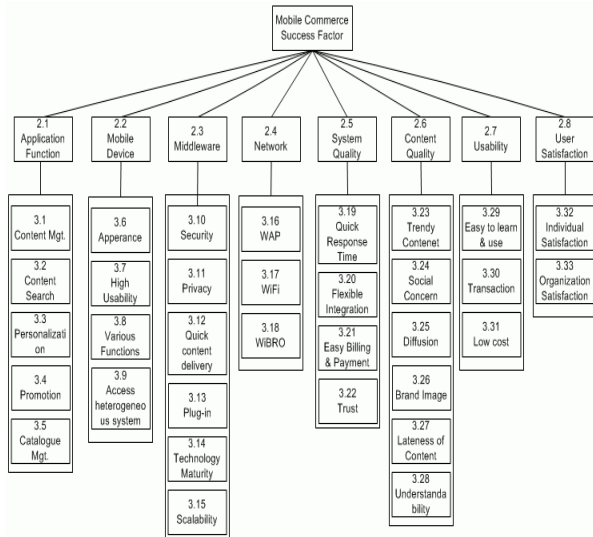 Mobile Commerce
Success Factor
2.1
Application
Function
2.2
Mobile
Device
2.3
Middleware
2.4
Network
2.5
System
Quality
2.6
Content
Quality
2.7
Usability
2.8
User
Satisfaction
3.1
Content Mgt.
3.2
Content
Search
3.3
Personalizati
on
3.4
Promotion
3.5
Catalogue
Mgt.
3.6
Apperance
3.7
High
Usability
3.8
Various
Functions
3.9
Access
heterogeneo
us system
3.10
Security
3.11
Privacy
3.12
Quick
content
delivery
3.13
Plug-in
3.14
Technology
Maturity
3.15
Scalability
3.16
WAP
3.17
WiFi
3.18
WiBRO
3.19
Quick
Response
Time
3.20
Flexible
Integration
3.21
Easy Billing
& Payment
3.22
Trust
3.23
Trendy
Contenet
3.24
Social
Concern
3.25
Diffusion
3.26
Brand Image
3.27
Lateness of
Content
3.28
Understanda
bility
3.29
Easy to learn
& use
3.30
Transaction
3.31
Low cost
3.32
Individual
Satisfaction
3.33
Organization
Satisfaction